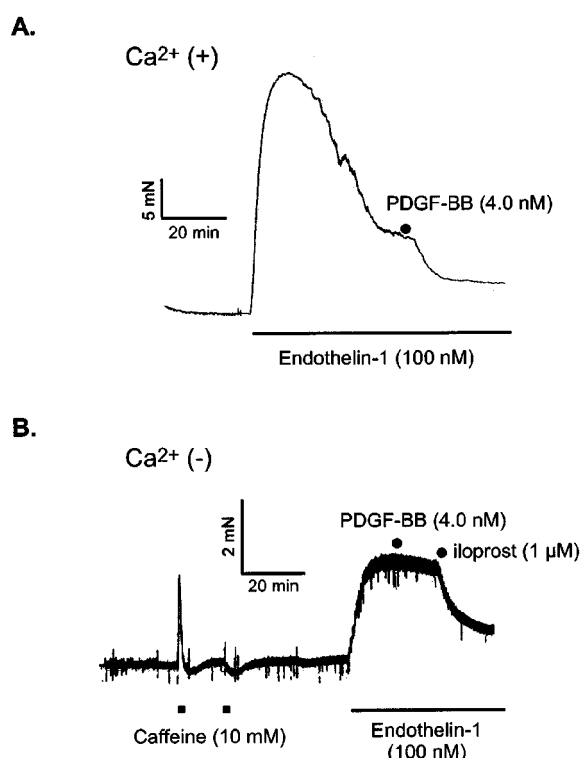 A.
Ca2+ (+)
5 mN
20 min
PDGF-BB (4.0 nM)
Endothelin-1 (100 nM)
B.
Ca2+ (-)
2 mN
20 min
PDGF-BB (4.0 nM)
iloprost (1 µM)
Caffeine (10 mM)
Endothelin-1
(100 nM)